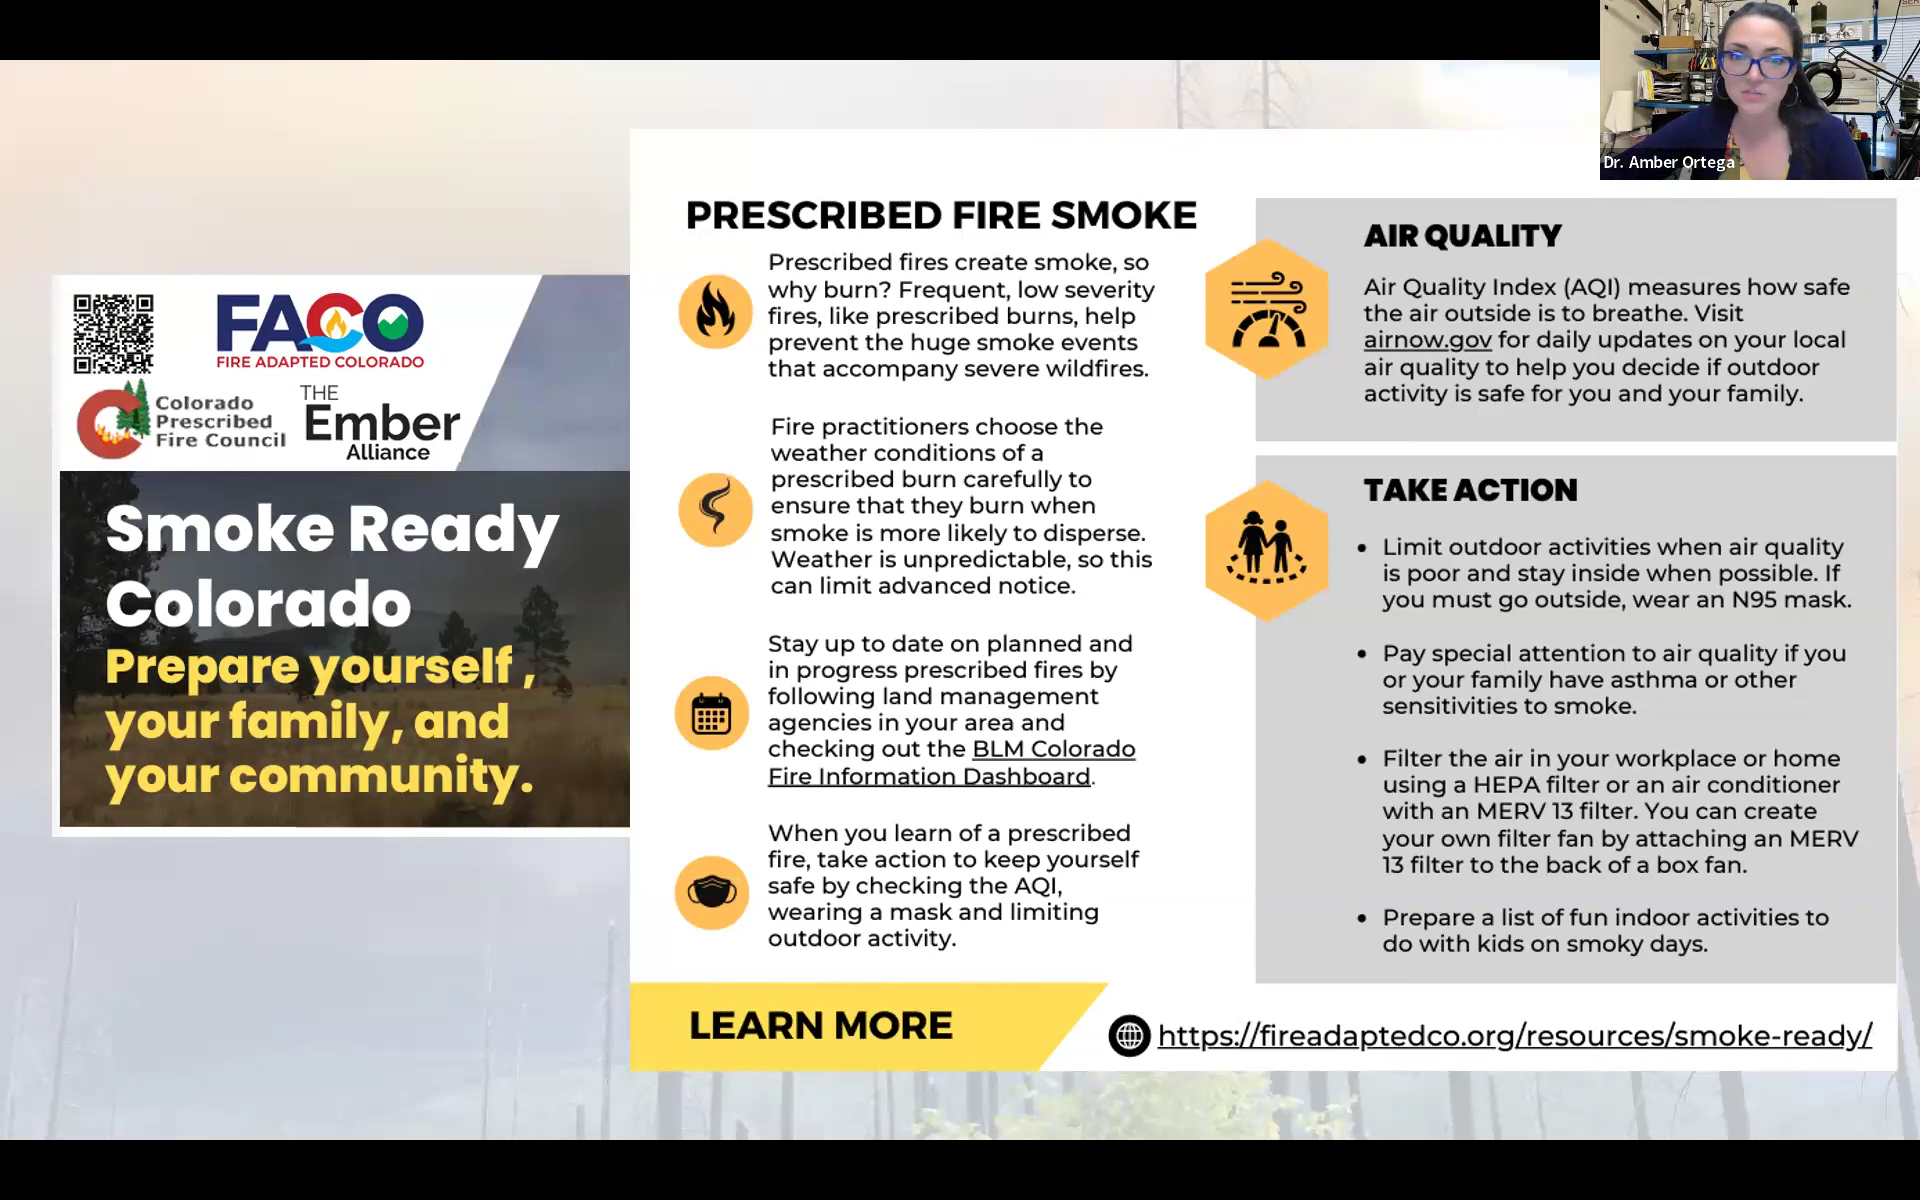 Dr. Amber Ortega
FACO
FIRE ADAPTED COLORADO
Colorado
Prescribed
Fire Council
THE
Ember
Alliance
Smoke Ready
Colorado
Prepare yourself ,
your family, and
your community.
PRESCRIBED FIRE SMOKE
Prescribed fires create smoke, so
why burn? Frequent, low severity
fires, like prescribed burns, help
prevent the huge smoke events
that accompany severe wildfires.
Fire practitioners choose the
weather conditions of a
prescribed burn carefully to
ensure that they burn when
smoke is more likely to disperse.
Weather is unpredictable, so this
can limit advanced notice.
Stay up to date on planned and
in progress prescribed fires by
following land management
agencies in your area and
checking out the BLM Colorado
Fire Information Dashboard.
When you learn of a prescribed
fire, take action to keep yourself
safe by checking the AQI,
wearing a mask and limiting
outdoor activity.
AIR QUALITY
Air Quality Index (AQI) measures how safe
the air outside is to breathe. Visit
airnow.gov for daily updates on your local
air quality to help you decide if outdoor
activity is safe for you and your family.
TAKE ACTION
• Limit outdoor activities when air quality
is poor and stay inside when possible. If
you must go outside, wear an N95 mask.
• Pay special attention to air quality if you
or your family have asthma or other
sensitivities to smoke.
• Filter the air in your workplace or home
using a HEPA filter or an air conditioner
with an MERV 13 filter. You can create
your own filter fan by attaching an MERV
13 filter to the back of a box fan.
• Prepare a list of fun indoor activities to
do with kids on smoky days.
LEARN MORE
https://fireadaptedco.org/resources/smoke-ready/